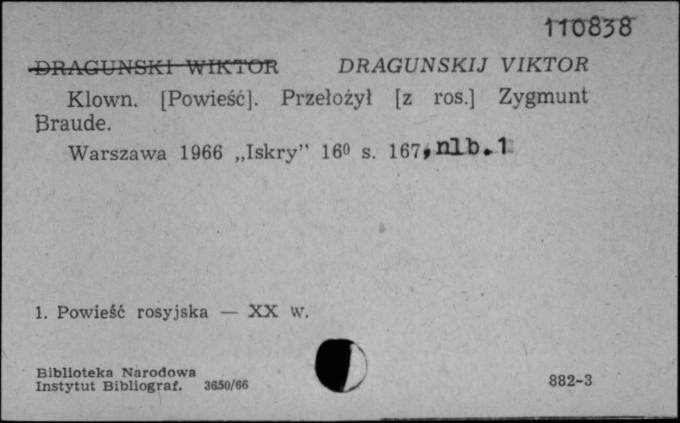 110838
DRAGUNSKI WIKTOR DRAGUNSKIJ VIKTOR
Klown. [Powieść]. Przełożył [z ros.] Zygmunt
Braude.
Warszawa 1966 „Iskry” 16⁰ s. 167, nlb. 1
1. Powieść rosyjska — XX w.
Biblioteka Narodowa
Instytut Bibliograf. 3650/66
882-3